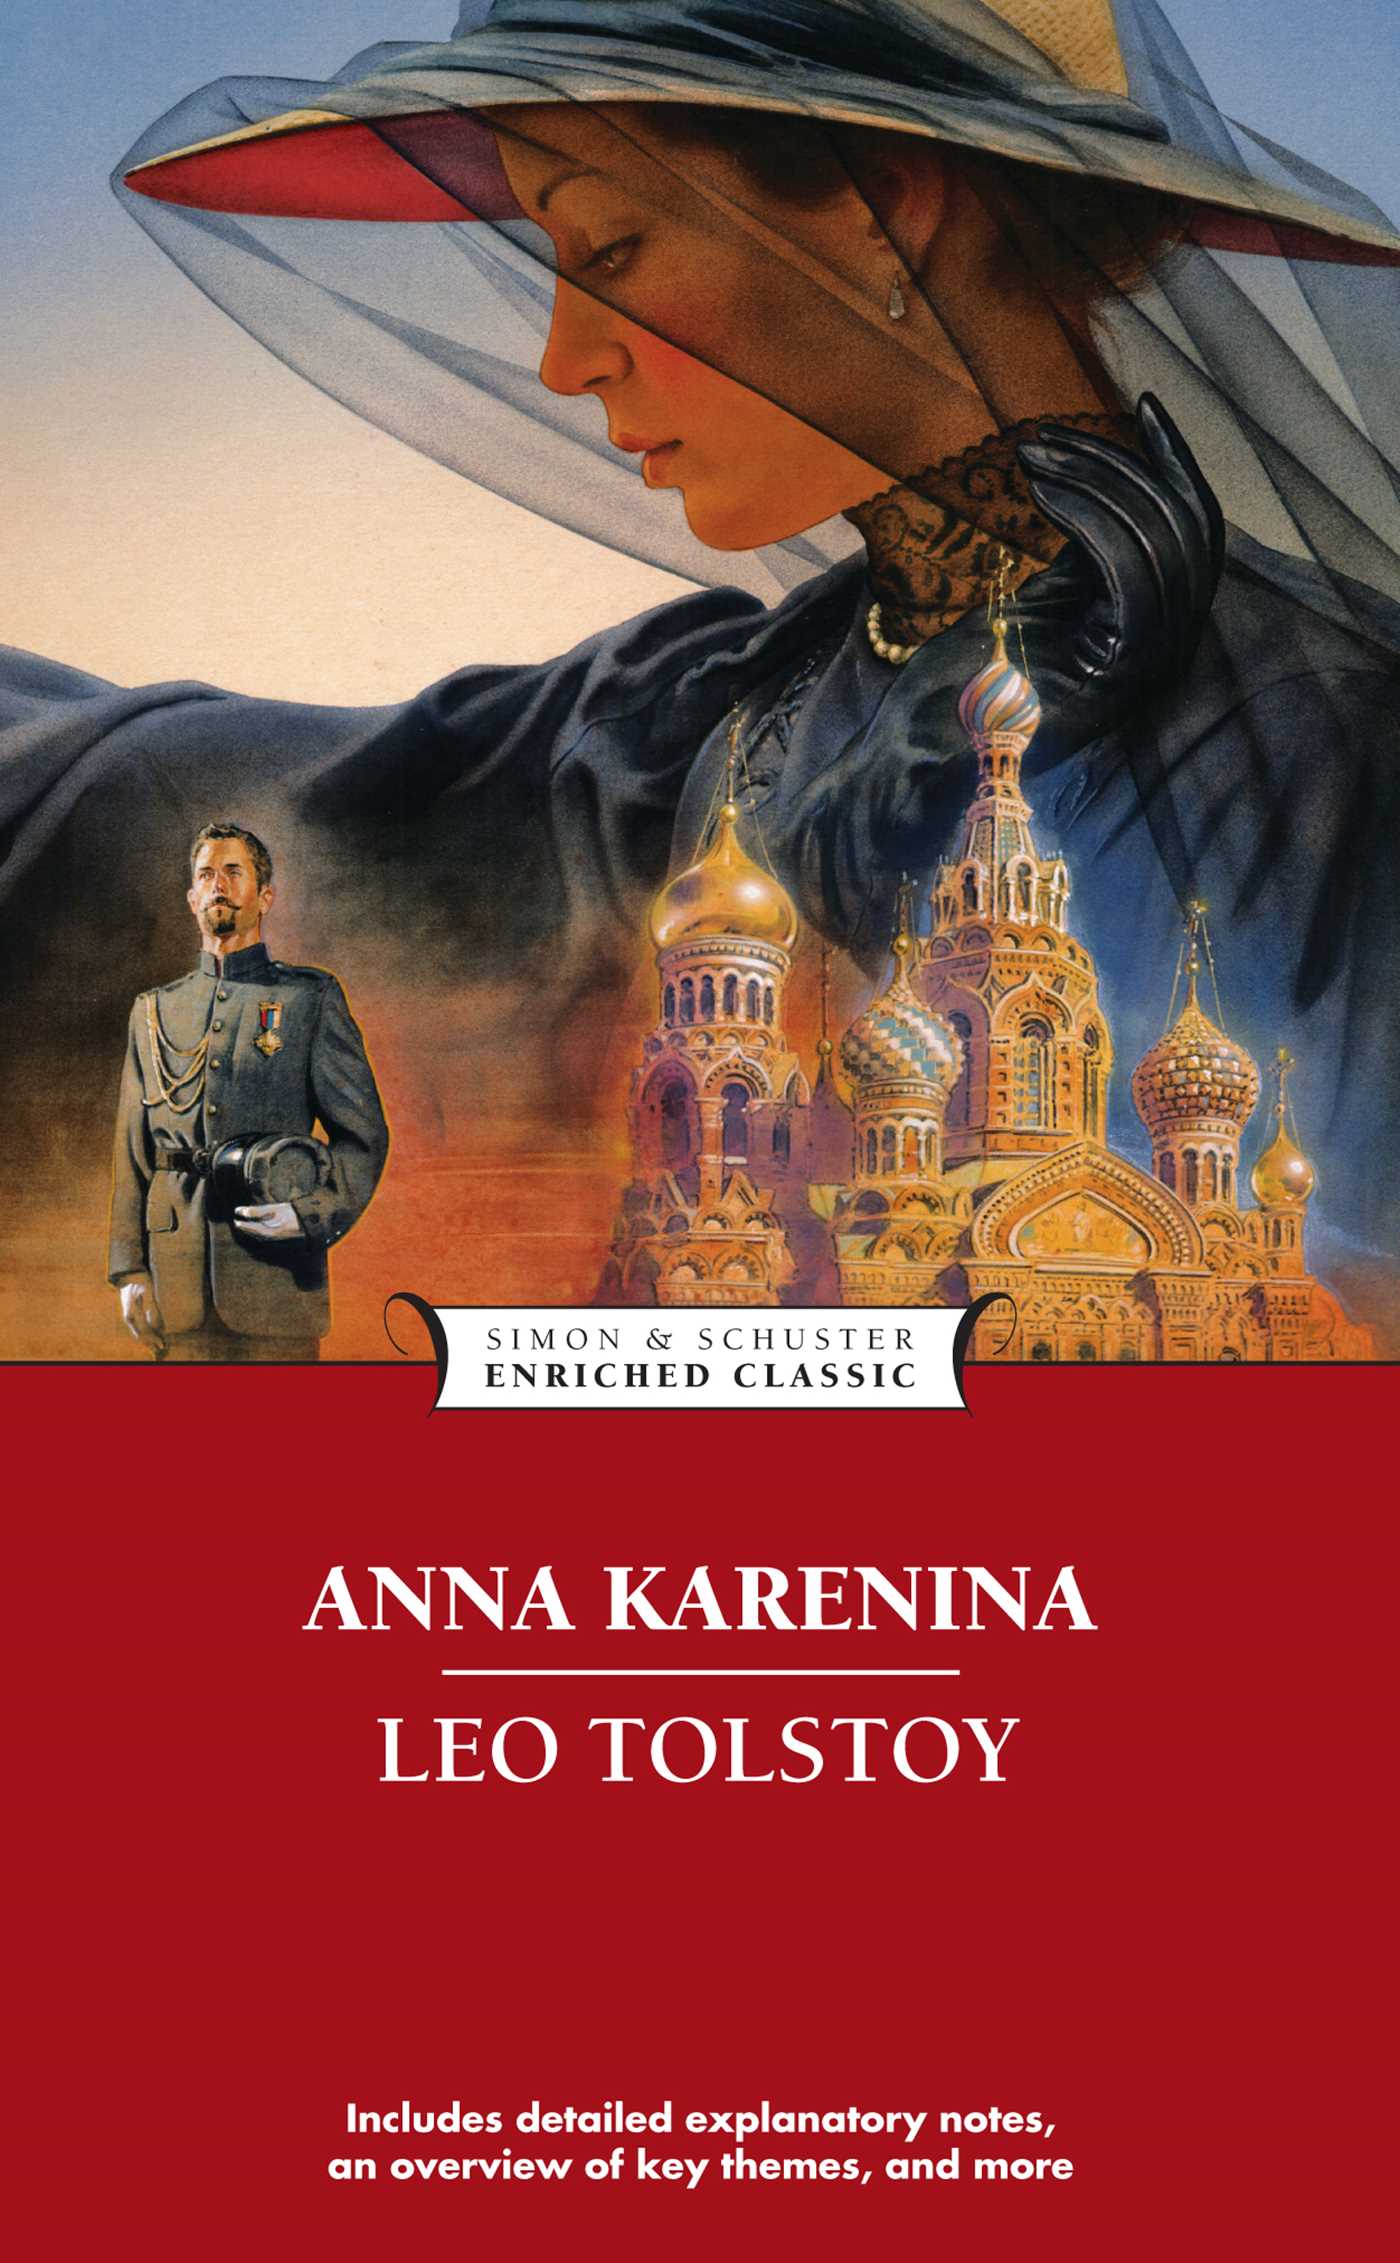 SIMON & SCHUSTER
ENRICHED CLASSIC
ANNA KARENINA
LEO TOLSTOY
Includes detailed explanatory notes,
an overview of key themes, and more